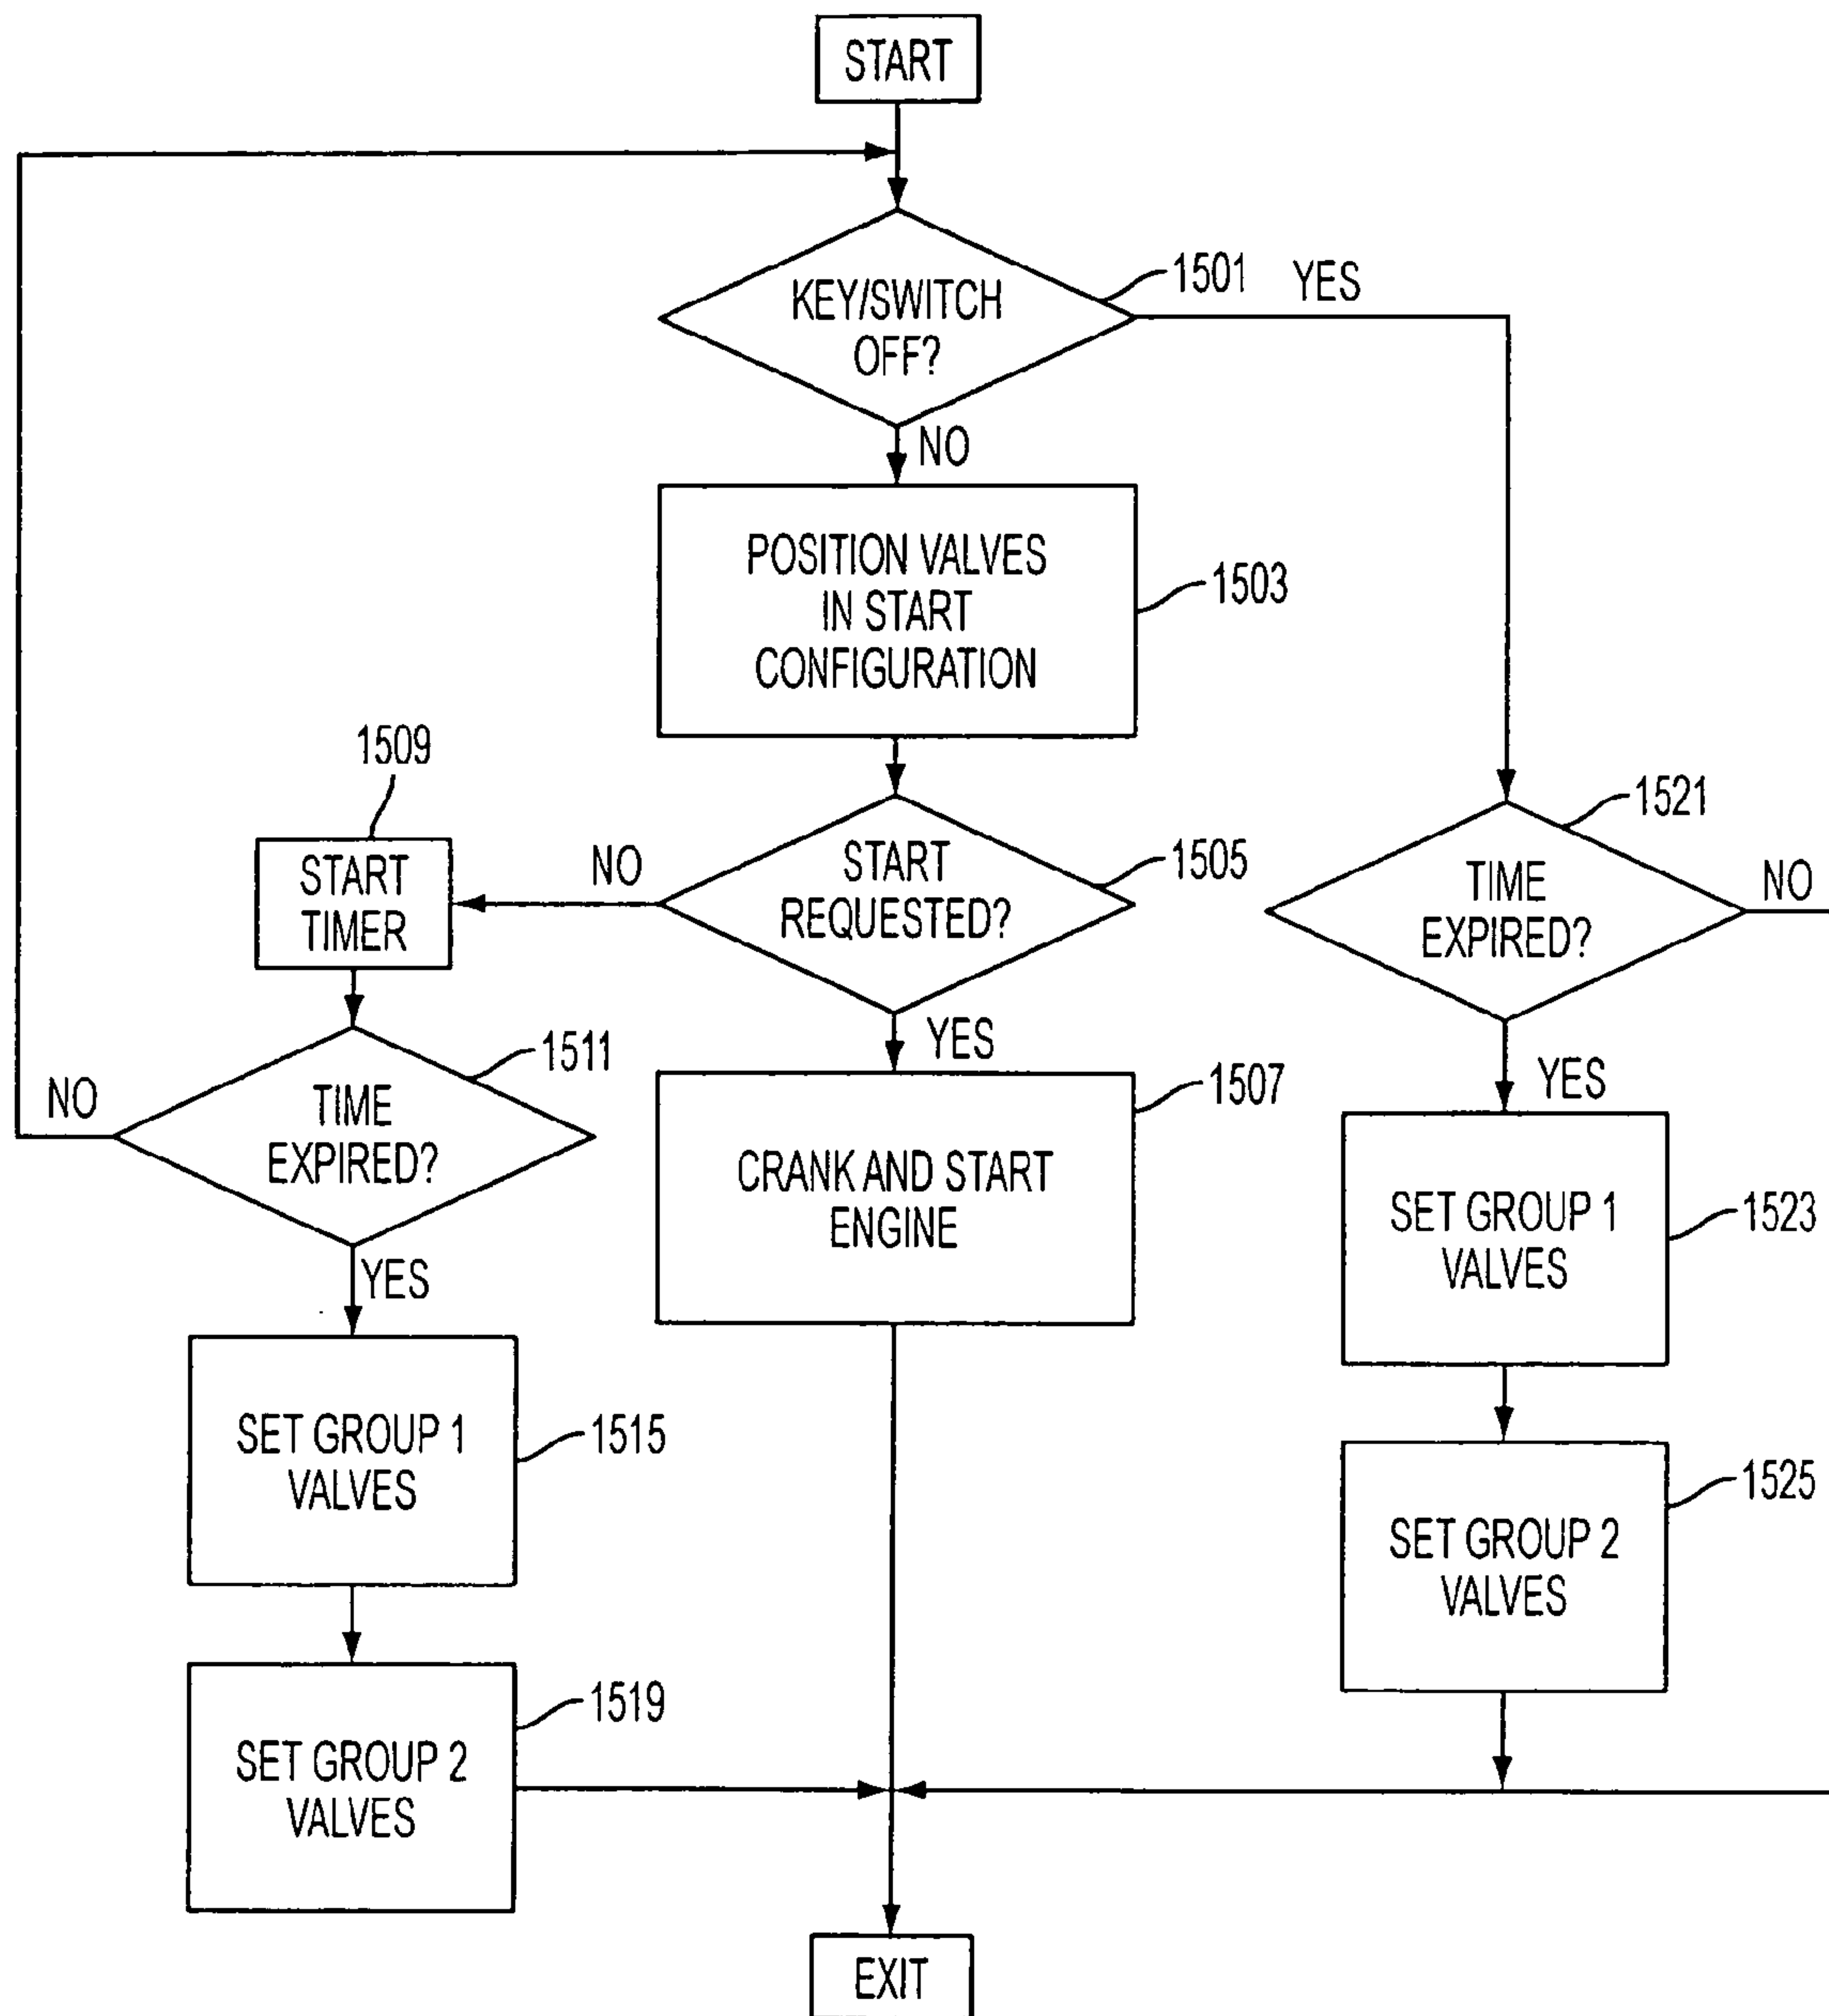 START
1501
YES
KEY/SWITCH
OFF?
NO
POSITION VALVES
IN START
CONFIGURATION
1503
1509
START
TIMER
NO
START
REQUESTED?
1505
1521
TIME
EXPIRED?
NO
YES
1511
NO
TIME
EXPIRED?
YES
1507
CRANK AND START
ENGINE
YES
SET GROUP 1
VALVES
1523
SET GROUP 1
VALVES
1515
SET GROUP 2
VALVES
1525
SET GROUP 2
VALVES
1519
EXIT